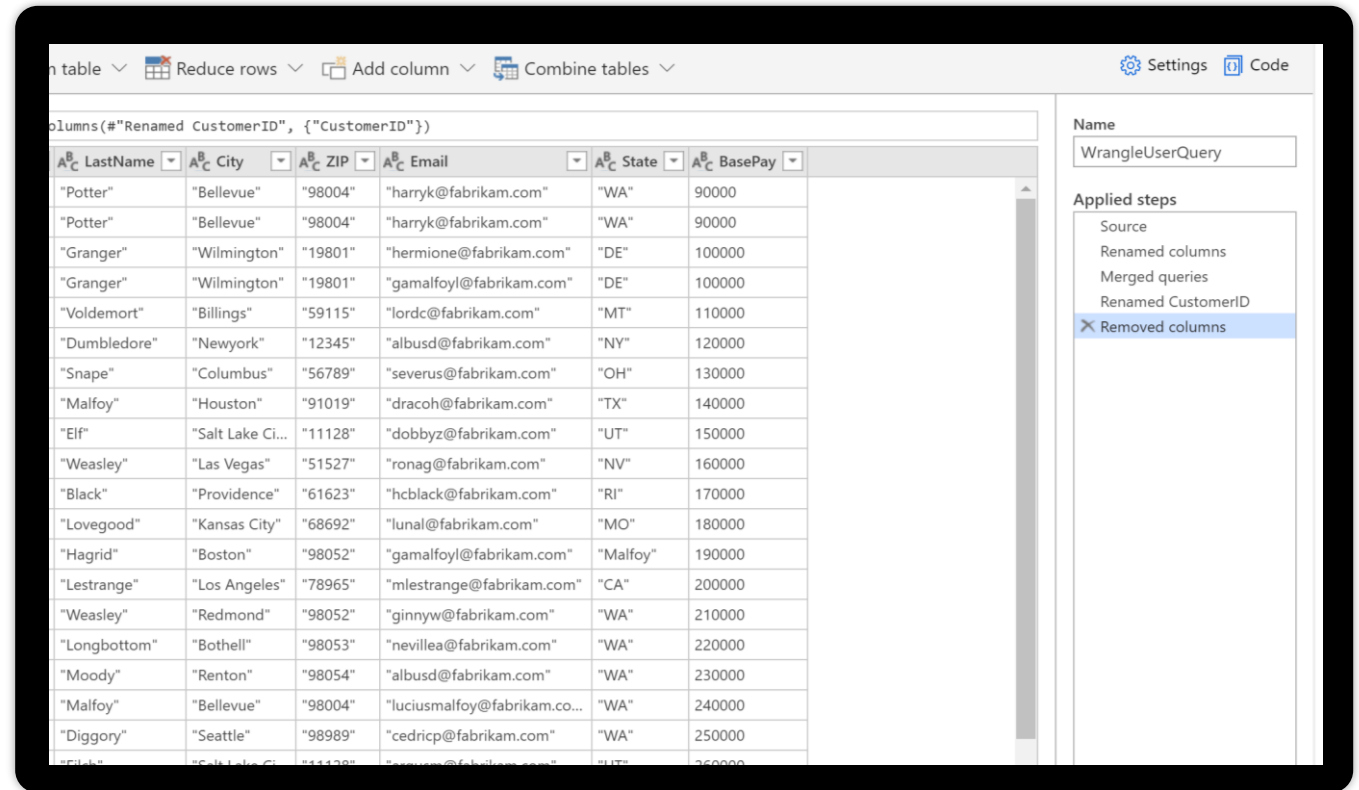 n table Reduce rows Add column Combine tables Settings Code
olumns(#"Renamed CustomerID", {"CustomerID"})
ABC LastName ABC City ABC ZIP ABC Email ABC State ABC BasePay
"Potter" "Bellevue" "98004" "harryk@fabrikam.com" "WA" 90000
"Potter" "Bellevue" "98004" "harryk@fabrikam.com" "WA" 90000
"Granger" "Wilmington" "19801" "hermione@fabrikam.com" "DE" 100000
"Granger" "Wilmington" "19801" "gamalfoyl@fabrikam.com" "DE" 100000
"Voldemort" "Billings" "59115" "lordc@fabrikam.com" "MT" 110000
"Dumbledore" "Newyork" "12345" "albusd@fabrikam.com" "NY" 120000
"Snape" "Columbus" "56789" "severus@fabrikam.com" "OH" 130000
"Malfoy" "Houston" "91019" "dracoh@fabrikam.com" "TX" 140000
"Elf" "Salt Lake Ci... "11128" "dobbyz@fabrikam.com" "UT" 150000
"Weasley" "Las Vegas" "51527" "ronag@fabrikam.com" "NV" 160000
"Black" "Providence" "61623" "hcblack@fabrikam.com" "RI" 170000
"Lovegood" "Kansas City" "68692" "lunal@fabrikam.com" "MO" 180000
"Hagrid" "Boston" "98052" "gamalfoyl@fabrikam.com" "Malfoy" 190000
"Lestrange" "Los Angeles" "78965" "mlestrange@fabrikam.com" "CA" 200000
"Weasley" "Redmond" "98052" "ginnyw@fabrikam.com" "WA" 210000
"Longbottom" "Bothell" "98053" "nevillea@fabrikam.com" "WA" 220000
"Moody" "Renton" "98054" "albusd@fabrikam.com" "WA" 230000
"Malfoy" "Bellevue" "98004" "luciusmalfoy@fabrikam.co... "WA" 240000
"Diggory" "Seattle" "98989" "cedricp@fabrikam.com" "WA" 250000
Name
WrangleUserQuery
Applied steps
Source
Renamed columns
Merged queries
Renamed CustomerID
Removed columns